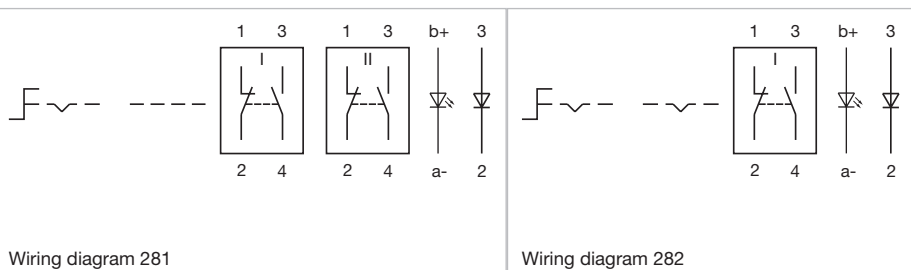 1 3 1 3 b+ 3
I II
2 4 2 4 a- 2
Wiring diagram 281
1 3 b+ 3
I
2 4 a- 2
Wiring diagram 282